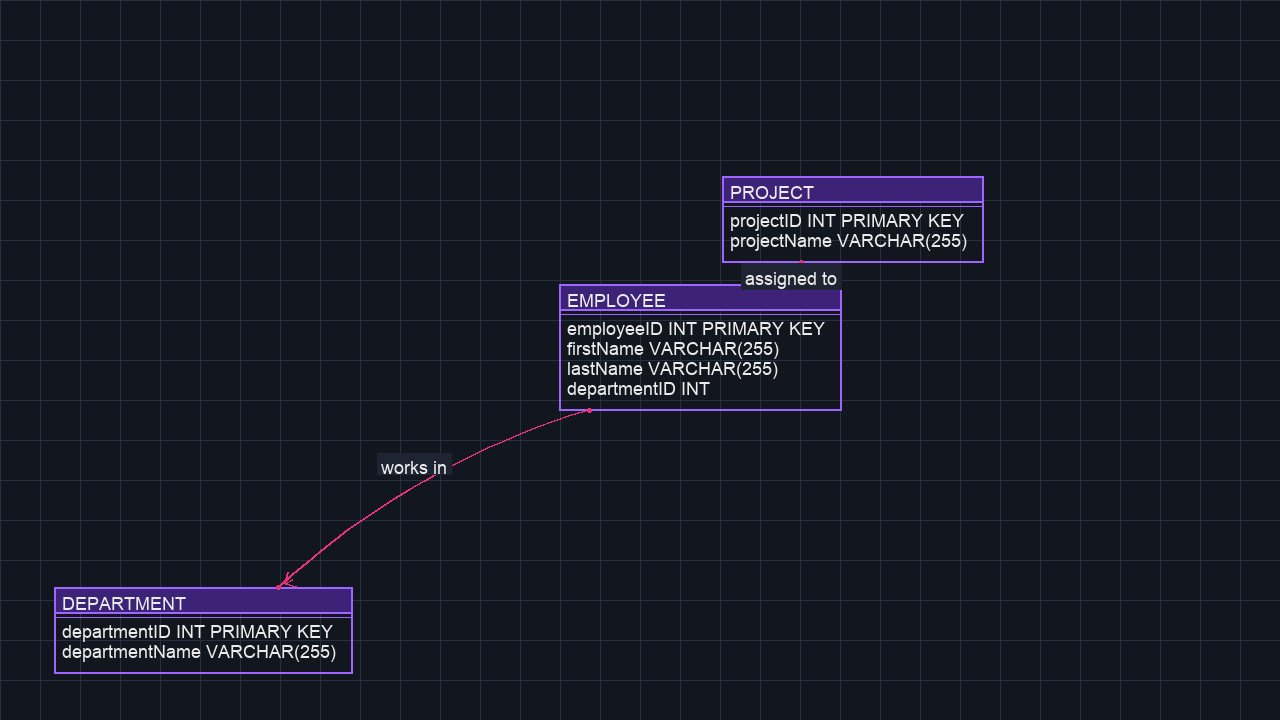 PROJECT
projectID INT PRIMARY KEY
projectName VARCHAR(255)
assigned to
EMPLOYEE
employeeID INT PRIMARY KEY
firstName VARCHAR(255)
lastName VARCHAR(255)
departmentID INT
works in
DEPARTMENT
departmentID INT PRIMARY KEY
departmentName VARCHAR(255)